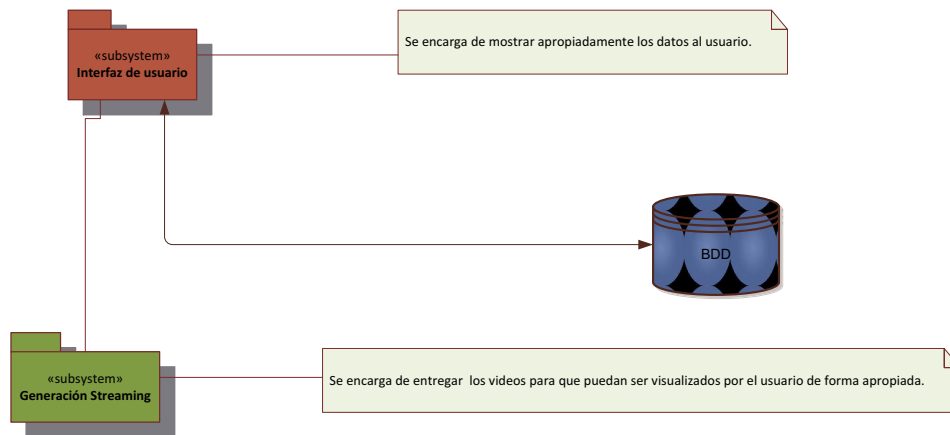 «subsystem»
Interfaz de usuario
Se encarga de mostrar apropiadamente los datos al usuario.
BDD
«subsystem»
Generación Streaming
Se encarga de entregar los videos para que puedan ser visualizados por el usuario de forma apropiada.